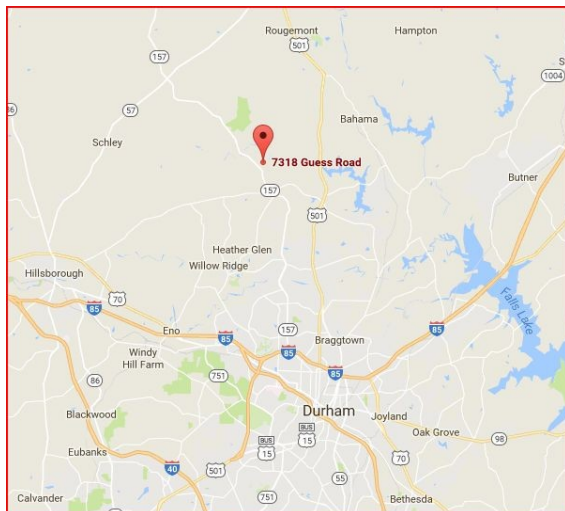 Rougemont
Hampton
501
157
S
1004
57
86
Bahama
Schley
7318 Guess Road
Butner
157
501
Heather Glen
Willow Ridge
Hillsborough
70
85
Falls Lake
Eno
157
85
85
Braggtown
85
Windy
Hill Farm
85
751
86
Durham
Blackwood
Joyland
BUS
15
BUS
15
Oak Grove
98
Eubanks
70
40
501
55
751
Calvander
Bethesda